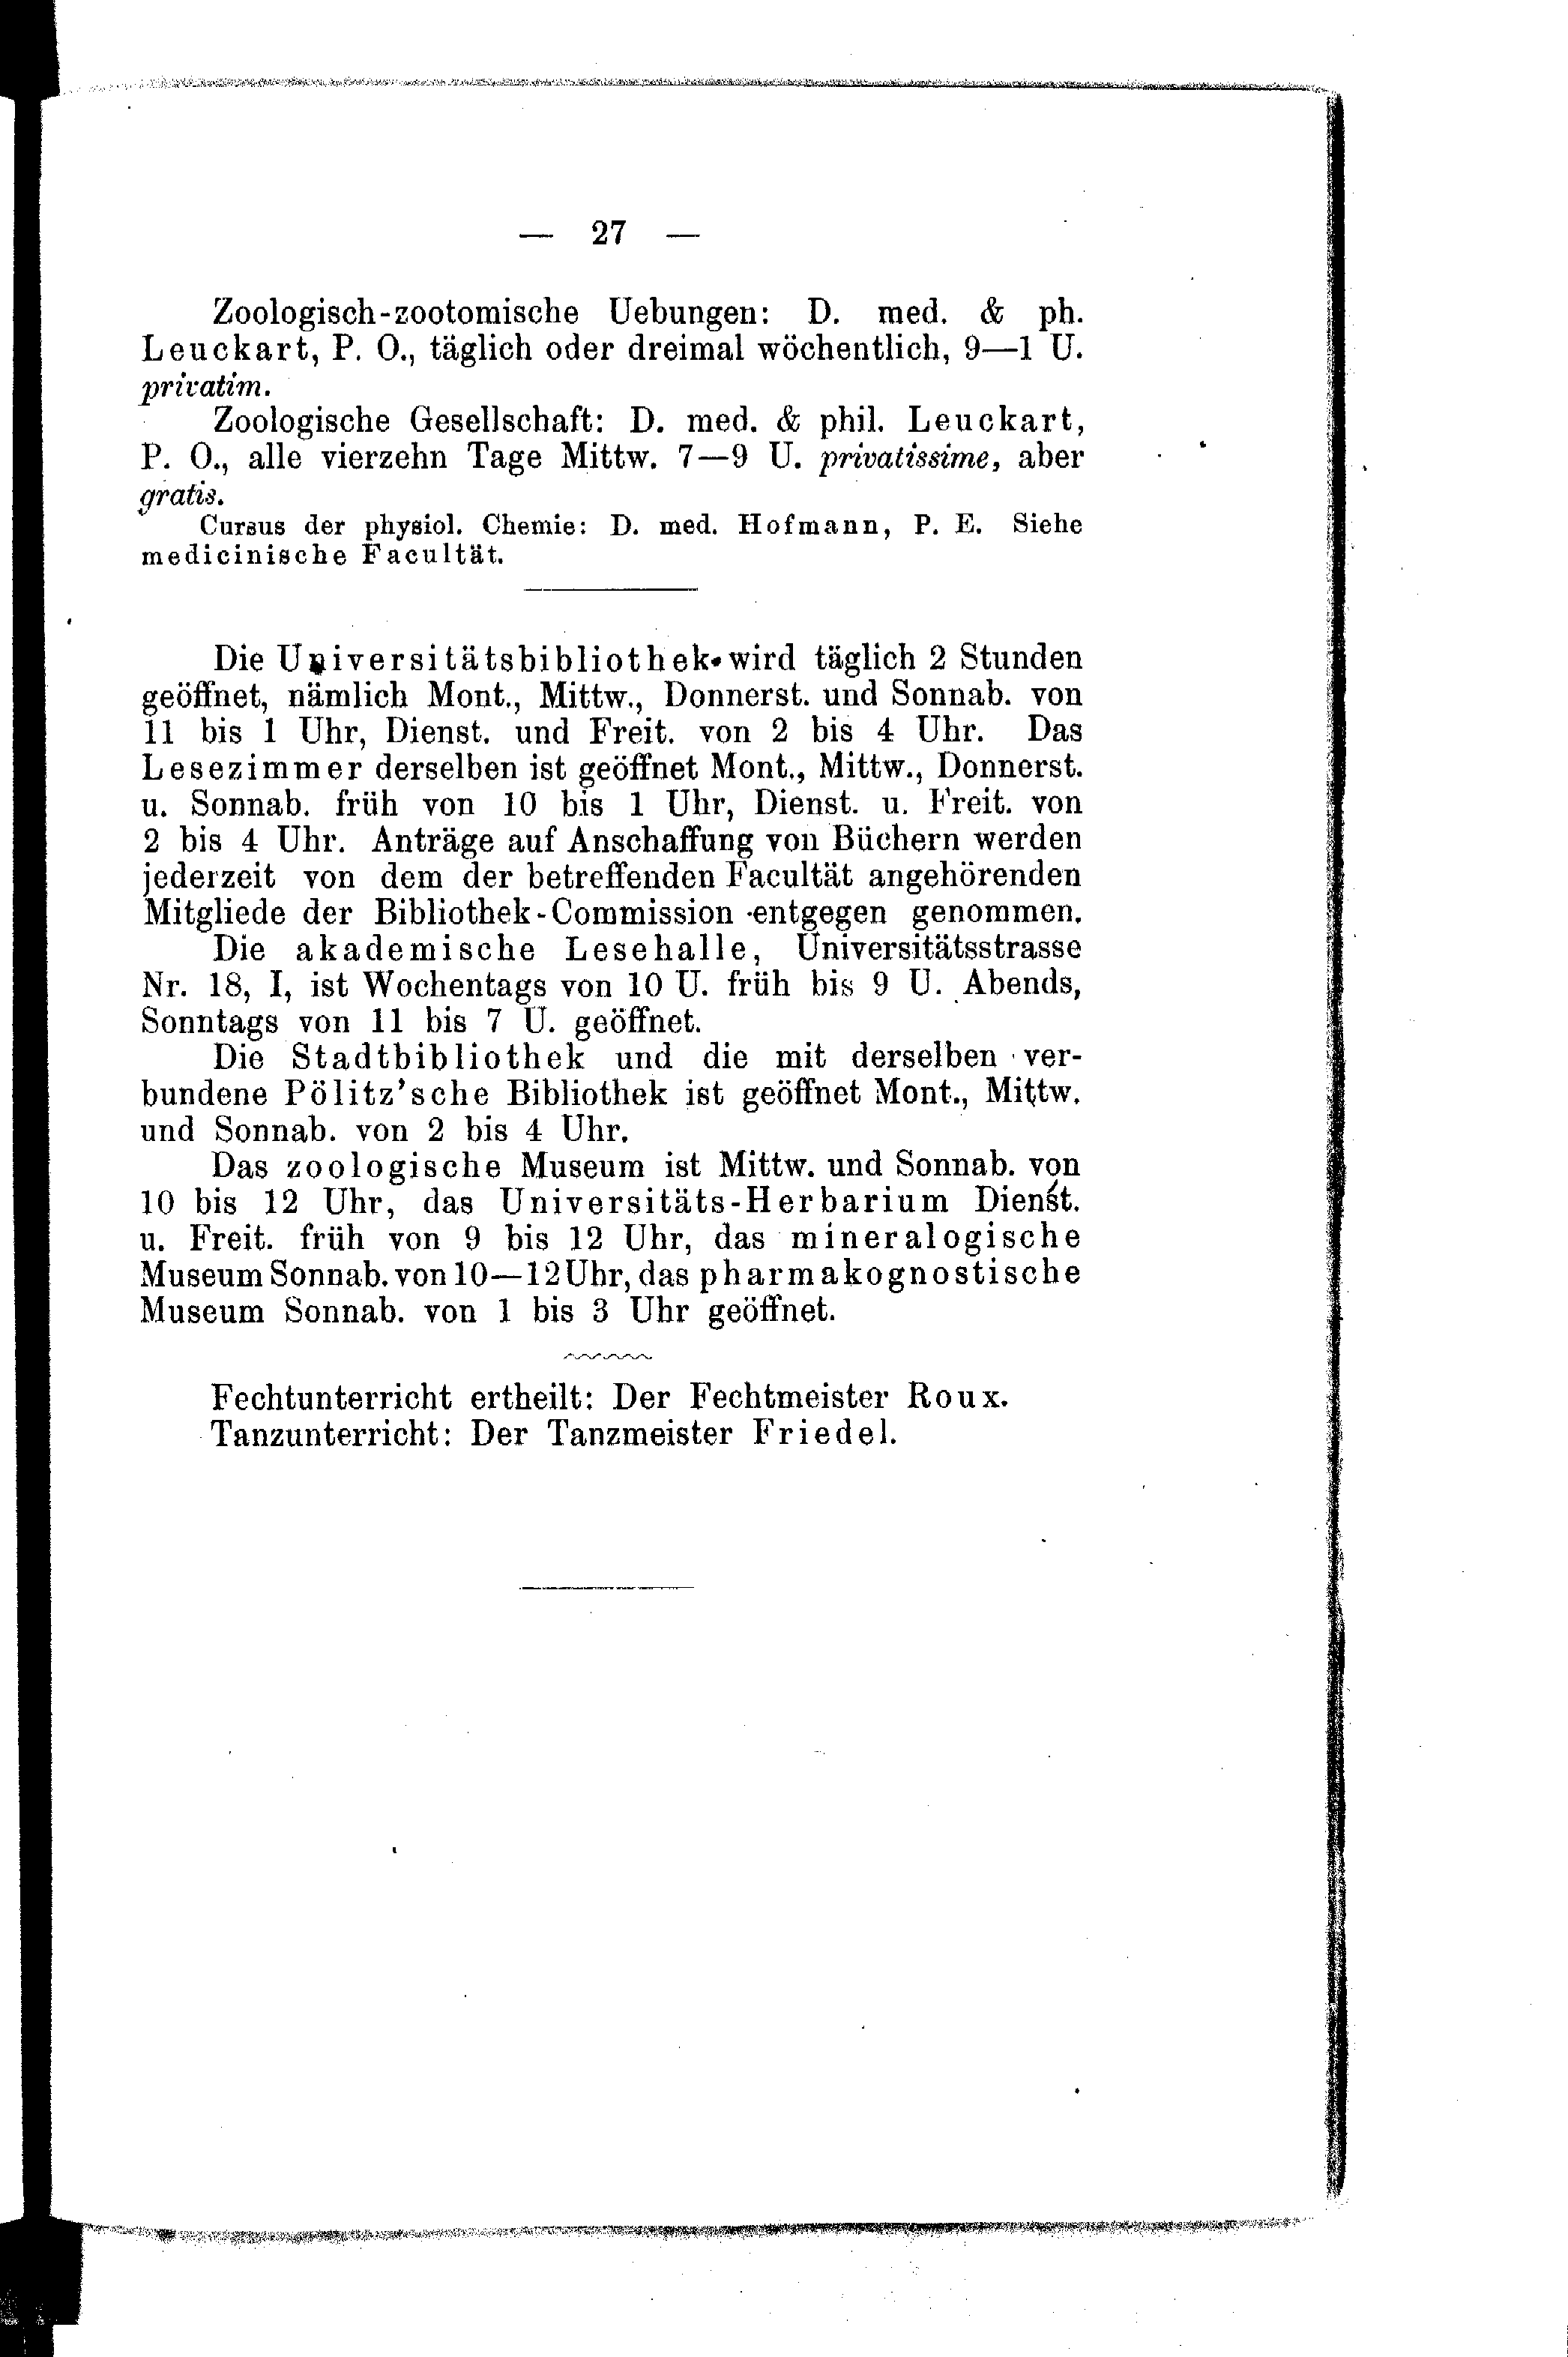 — 27 —
Zoologisch-zootomische Uebungen: D. med. & ph.
Leuckart, P. O., täglich oder dreimal wöchentlich, 9—1 U.
privatim.
Zoologische Gesellschaft: D. med. & phil. Leuckart,
P. O., alle vierzehn Tage Mittw. 7—9 U. privatissime, aber
gratis.
Cursus der physiol. Chemie: D. med. Hofmann, P. E. Siehe
medicinische Facultät.
Die Universitätsbibliothek wird täglich 2 Stunden
geöffnet, nämlich Mont., Mittw., Donnerst. und Sonnab. von
11 bis 1 Uhr, Dienst. und Freit. von 2 bis 4 Uhr. Das
Lesezimmer derselben ist geöffnet Mont., Mittw., Donnerst.
u. Sonnab. früh von 10 bis 1 Uhr, Dienst. u. Freit. von
2 bis 4 Uhr. Anträge auf Anschaffung von Büchern werden
jederzeit von dem der betreffenden Facultät angehörenden
Mitgliede der Bibliothek-Commission entgegen genommen.
Die akademische Lesehalle, Universitätsstrasse
Nr. 18, I, ist Wochentags von 10 U. früh bis 9 U. Abends,
Sonntags von 11 bis 7 U. geöffnet.
Die Stadtbibliothek und die mit derselben ver-
bundene Pölitz'sche Bibliothek ist geöffnet Mont., Mittw.
und Sonnab. von 2 bis 4 Uhr.
Das zoologische Museum ist Mittw. und Sonnab. von
10 bis 12 Uhr, das Universitäts-Herbarium Dienst.
u. Freit. früh von 9 bis 12 Uhr, das mineralogische
Museum Sonnab. von 10—12 Uhr, das pharmakognostische
Museum Sonnab. von 1 bis 3 Uhr geöffnet.
Fechtunterricht ertheilt: Der Fechtmeister Roux.
Tanzunterricht: Der Tanzmeister Friedel.